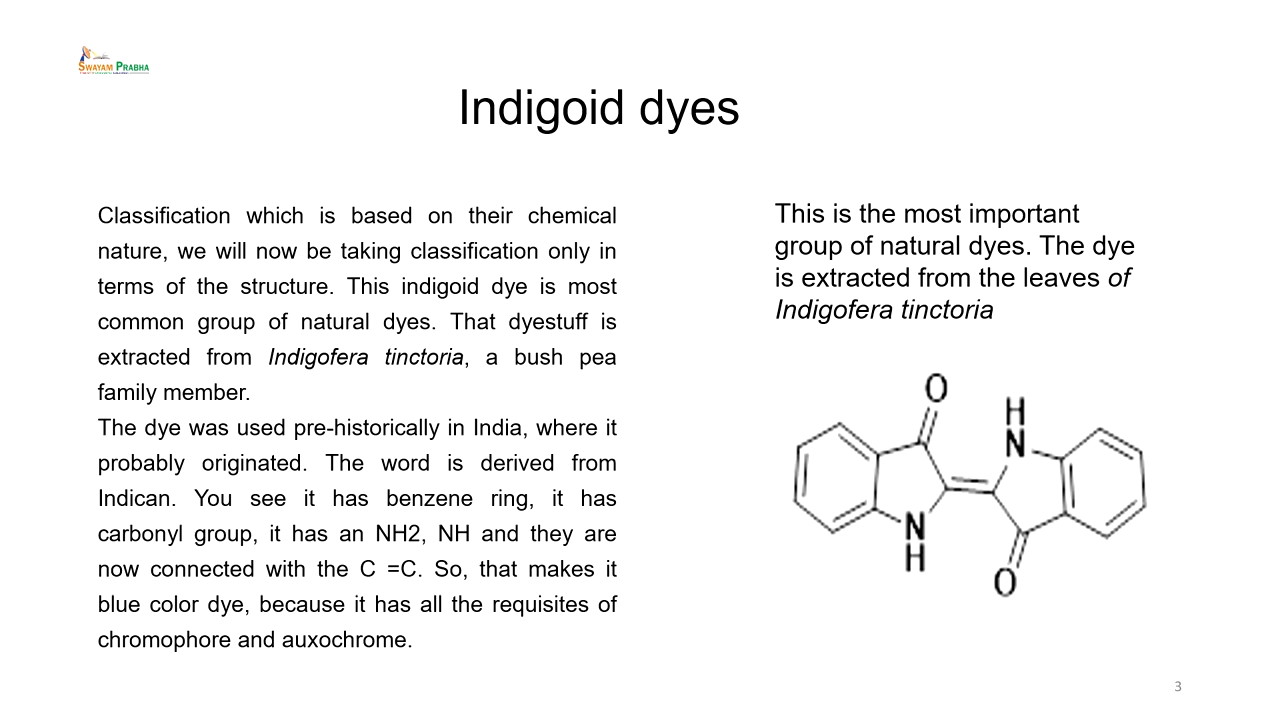 SWAYAM PRABHA
Indigoid dyes
Classification which is based on their chemical
nature, we will now be taking classification only in
terms of the structure. This indigoid dye is most
common group of natural dyes. That dyestuff is
extracted from Indigofera tinctoria, a bush pea
family member.
The dye was used pre-historically in India, where it
probably originated. The word is derived from
Indican. You see it has benzene ring, it has
carbonyl group, it has an NH2, NH and they are
now connected with the C =C. So, that makes it
blue color dye, because it has all the requisites of
chromophore and auxochrome.
This is the most important
group of natural dyes. The dye
is extracted from the leaves of
Indigofera tinctoria
O
H
N
N
H
O
3